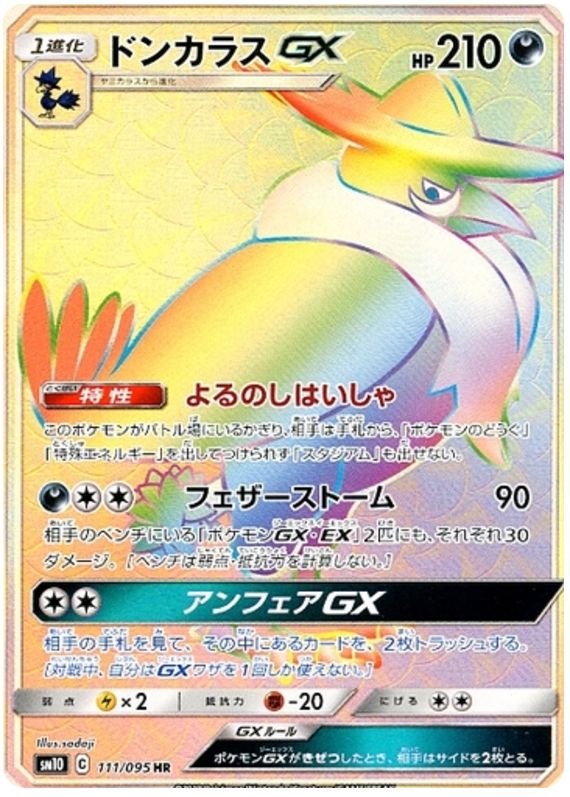 1進化 ドンカラスGX HP210
ヤミカラスから進化
特性 よるのしはいしゃ
このポケモンがバトル場にいるかぎり、相手は手札から、「ポケモンのどうぐ」
「特殊エネルギー」を出してつけられず「スタジアム」も出せない。
フェザーストーム 90
相手のベンチにいる「ポケモンGX・EX」2匹にも、それぞれ30
ダメージ。[ベンチは弱点・抵抗力を計算しない。]
アンフェアGX
相手の手札を見て、その中にあるカードを、2枚トラッシュする。
[対戦中、自分はGXワザを1回しか使えない。]
弱点 ×2 抵抗力 -20 にげる
Illus.sadaji
GXルール
sm10 C 111/095 HR
ポケモンGXがきぜつしたとき、相手はサイドを2枚とる。